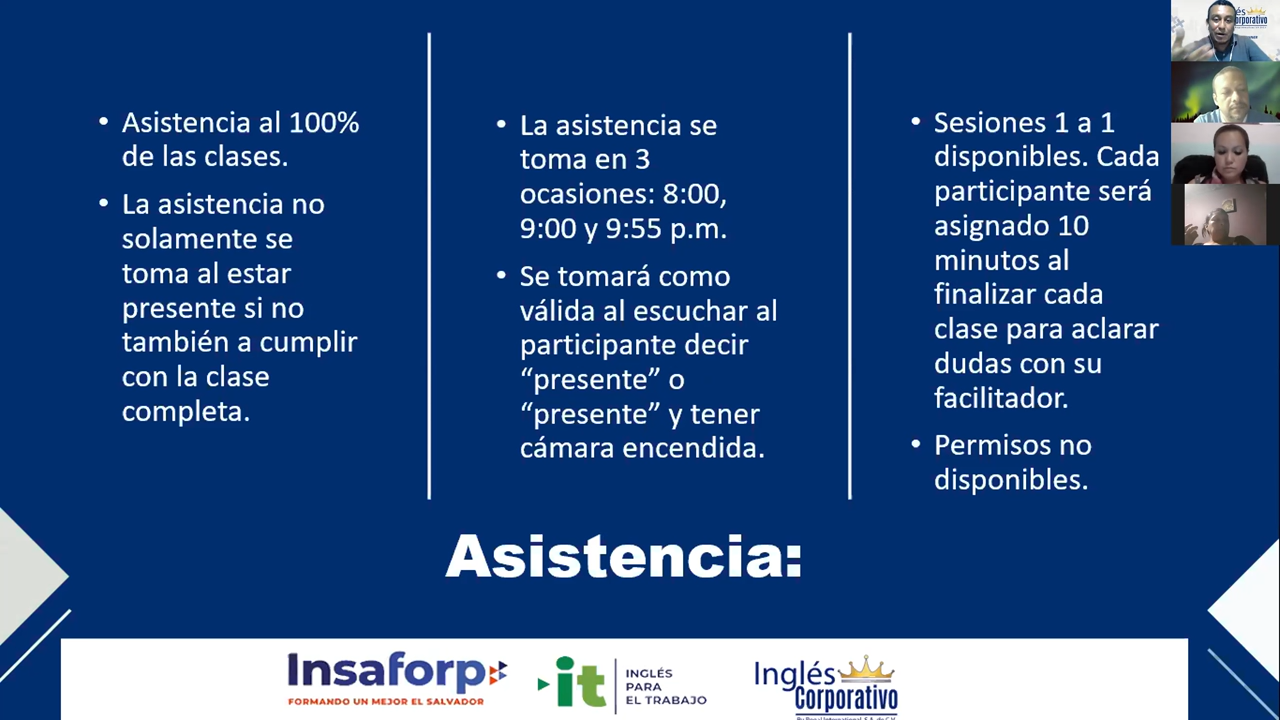 • Asistencia al 100%
de las clases.
• La asistencia no
solamente se
toma al estar
presente si no
también a cumplir
con la clase
completa.
• La asistencia se
toma en 3
ocasiones: 8:00,
9:00 y 9:55 p.m.
• Se tomará como
válida al escuchar al
participante decir
“presente” o
“presente” y tener
cámara encendida.
• Sesiones 1 a 1
disponibles. Cada
participante será
asignado 10
minutos al
finalizar cada
clase para aclarar
dudas con su
facilitador.
• Permisos no
disponibles.
Asistencia:
Insaforp
FORMANDO UN MEJOR EL SALVADOR
it
INGLÉS
PARA
EL TRABAJO
Inglés
Corporativo